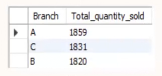 Branch Total_quantity_sold
A 1859
C 1831
B 1820